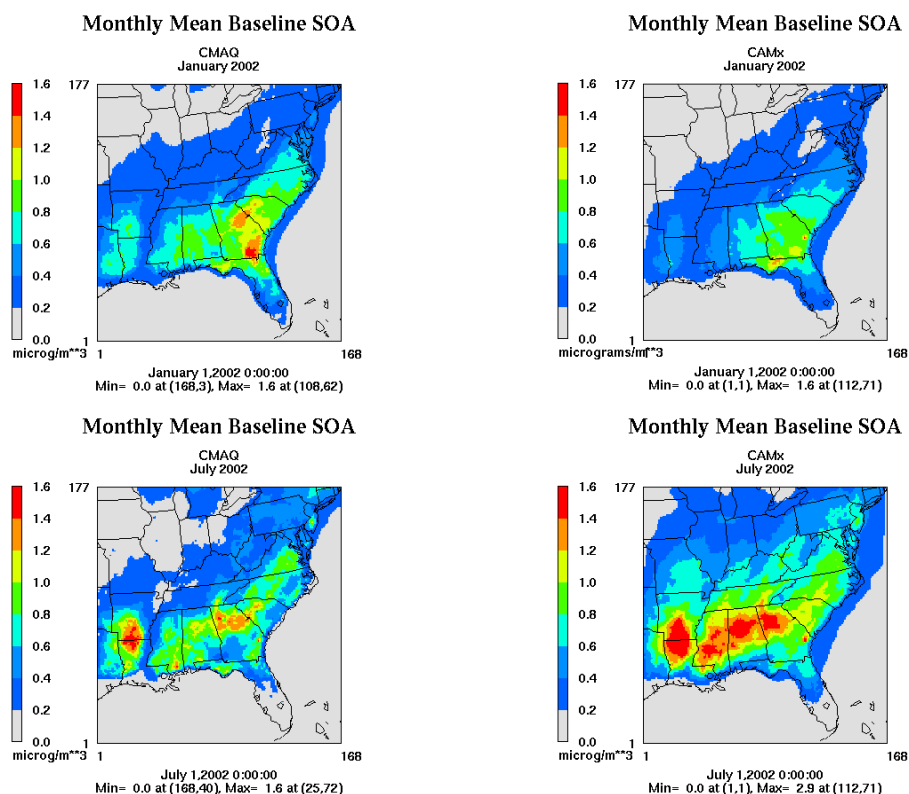 Monthly Mean Baseline SOA
CMAQ
January 2002
177
1.6
1.4
1.2
1.0
0.8
0.6
0.4
0.2
0.0
1
microg/m**3
1
168
January 1,2002 0:00:00
Min= 0.0 at (168,3), Max= 1.6 at (108,62)
Monthly Mean Baseline SOA
CAMx
January 2002
177
1.6
1.4
1.2
1.0
0.8
0.6
0.4
0.2
0.0
1
micrograms/m**3
1
168
January 1,2002 0:00:00
Min= 0.0 at (1,1), Max= 1.6 at (112,71)
Monthly Mean Baseline SOA
CMAQ
July 2002
177
1.6
1.4
1.2
1.0
0.8
0.6
0.4
0.2
0.0
1
microg/m**3
1
168
July 1,2002 0:00:00
Min= 0.0 at (168,40), Max= 1.6 at (25,72)
Monthly Mean Baseline SOA
CAMx
July 2002
177
1.6
1.4
1.2
1.0
0.8
0.6
0.4
0.2
0.0
1
microg/m**3
1
168
July 1,2002 0:00:00
Min= 0.0 at (1,1), Max= 2.9 at (112,71)